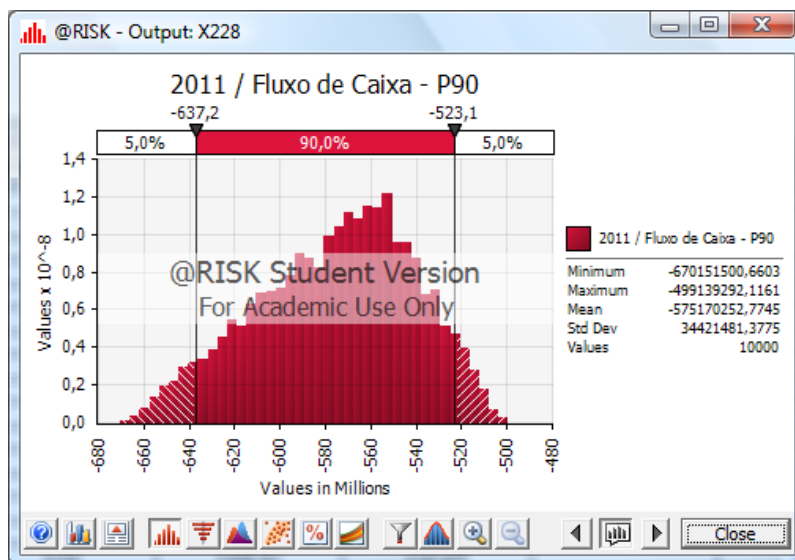 @RISK - Output: X228
2011 / Fluxo de Caixa - P90
-637,2 -523,1
5,0% 90,0% 5,0%
1,4
1,2
1,0
0,8
0,6
0,4
0,2
0,0
Values x 10^-8
@RISK Student Version
For Academic Use Only
-680 -660 -640 -620 -600 -580 -560 -540 -520 -500 -480
Values in Millions
2011 / Fluxo de Caixa - P90
Minimum -670151500,6603
Maximum -499139292,1161
Mean -575170252,7745
Std Dev 34421481,3775
Values 10000
Close